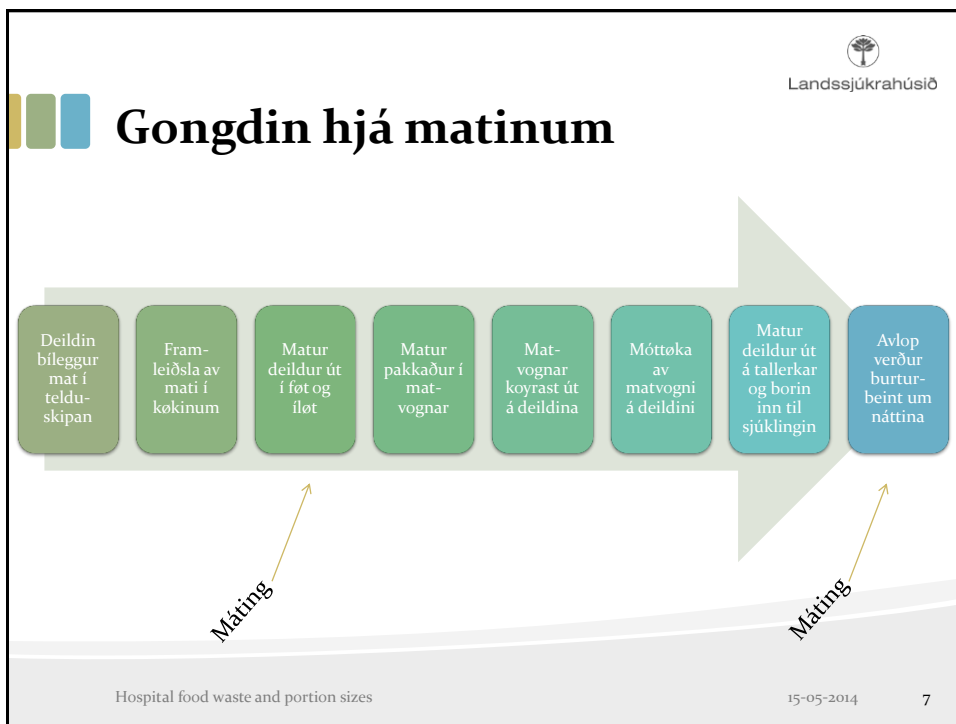 Landssjúkrahúsið
Gongdin hjá matinum
Deildin
bíleggur
mat í
teldu-
skipan
Fram-
leiðsla av
mati í
køkinum
Matur
deildur út
í føt og
íløt
Matur
pakkaður í
mat-
vognar
Mat-
vognar
koyrast út
á deildina
Móttøka
av
matvogni
á deildini
Matur
deildur út
á tallerkar
og borin
inn til
sjúklingin
Avlop
verður
burtur-
beint um
náttina
Máting
Máting
Hospital food waste and portion sizes
15-05-2014
7